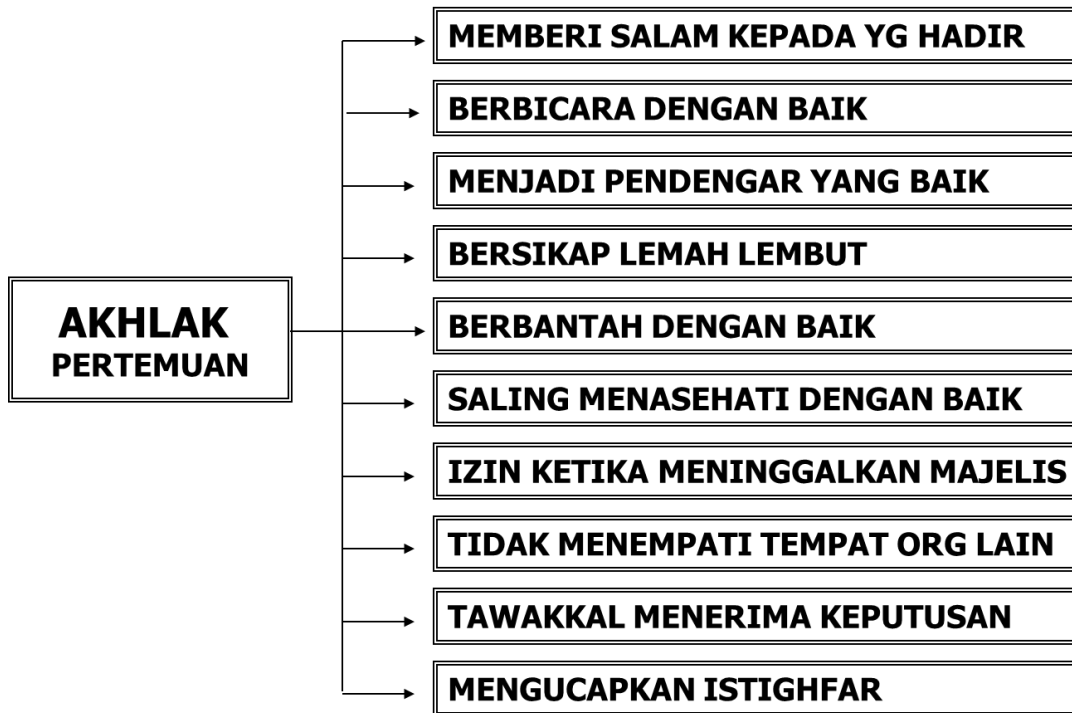 AKHLAK
PERTEMUAN
MEMBERI SALAM KEPADA YG HADIR
BERBICARA DENGAN BAIK
MENJADI PENDENGAR YANG BAIK
BERSIKAP LEMAH LEMBUT
BERBANTAH DENGAN BAIK
SALING MENASEHATI DENGAN BAIK
IZIN KETIKA MENINGGALKAN MAJELIS
TIDAK MENEMPATI TEMPAT ORG LAIN
TAWAKKAL MENERIMA KEPUTUSAN
MENGUCAPKAN ISTIGHFAR